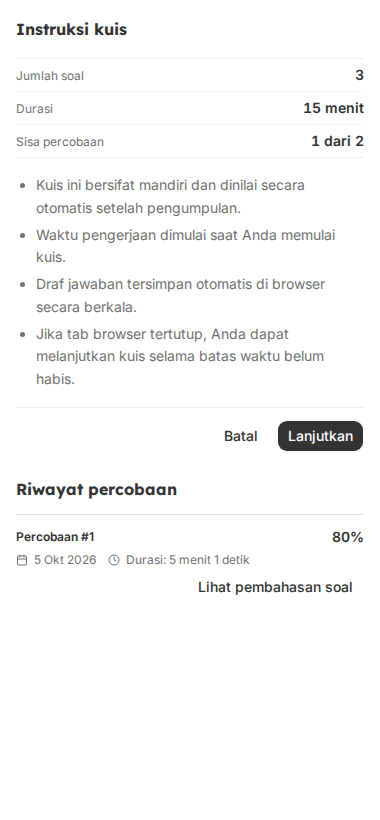 Instruksi kuis
Jumlah soal 3
Durasi 15 menit
Sisa percobaan 1 dari 2
Kuis ini bersifat mandiri dan dinilai secara
otomatis setelah pengumpulan.
Waktu pengerjaan dimulai saat Anda memulai
kuis.
Draf jawaban tersimpan otomatis di browser
secara berkala.
Jika tab browser tertutup, Anda dapat
melanjutkan kuis selama batas waktu belum
habis.
Batal Lanjutkan
Riwayat percobaan
Percobaan #1 80%
5 Okt 2026 Durasi: 5 menit 1 detik
Lihat pembahasan soal